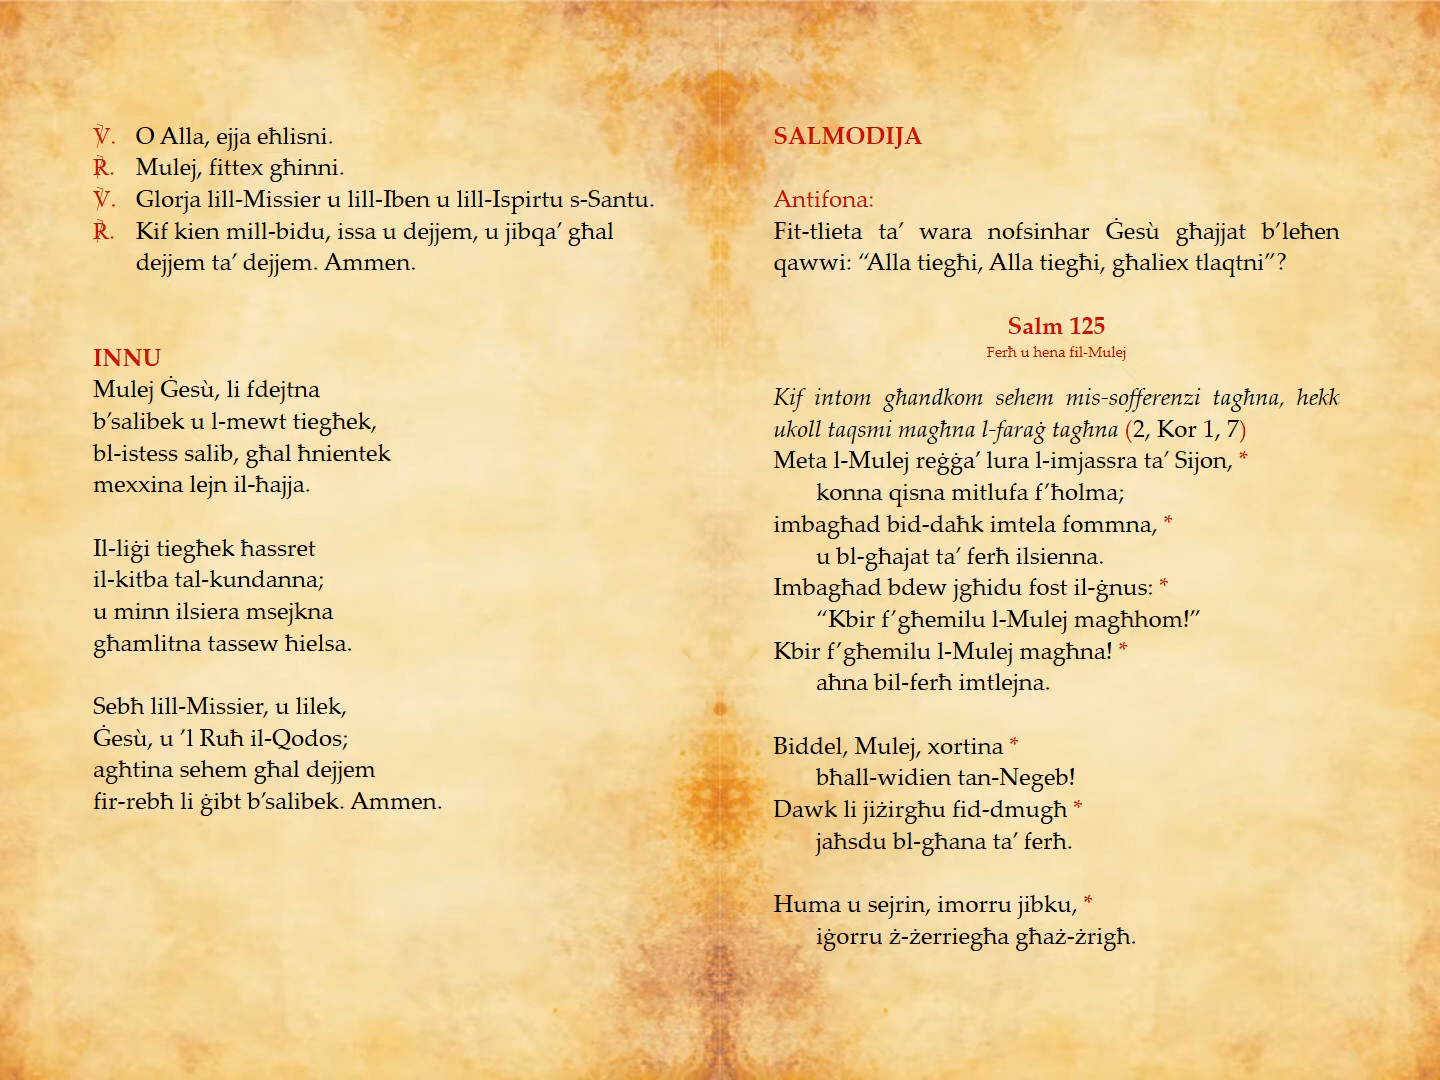 ℣. O Alla, ejja eħlisni.
℟. Mulej, fittex għinni.
℣. Glorja lill-Missier u lill-Iben u lill-Ispirtu s-Santu.
℟. Kif kien mill-bidu, issa u dejjem, u jibqa’ għal
dejjem ta’ dejjem. Ammen.
INNU
Mulej Ġesù, li fdejtna
b’salibek u l-mewt tiegħek,
bl-istess salib, għal ħnientek
mexxina lejn il-ħajja.
Il-liġi tiegħek ħassret
il-kitba tal-kundanna;
u minn ilsiera msejkna
għamlitna tassew ħielsa.
Sebħ lill-Missier, u lilek,
Ġesù, u ’l Ruħ il-Qodos;
agħtina sehem għal dejjem
fir-rebħ li ġibt b’salibek. Ammen.
SALMODIJA
Antifona:
Fit-tlieta ta’ wara nofsinhar Ġesù għajjat b’leħen
qawwi: “Alla tiegħi, Alla tiegħi, għaliex tlaqtni”?
Salm 125
Ferħ u hena fil-Mulej
Kif intom għandkom sehem mis-sofferenzi tagħna, hekk
ukoll taqsmi magħna l-faraġ tagħna (2, Kor 1, 7)
Meta l-Mulej reġġa’ lura l-imjassra ta’ Sijon, *
konna qisna mitlufa f’ħolma;
imbagħad bid-daħk imtela fommna, *
u bl-għajat ta’ ferħ ilsienna.
Imbagħad bdew jgħidu fost il-ġnus: *
“Kbir f’għemilu l-Mulej magħhom!”
Kbir f’għemilu l-Mulej magħna! *
aħna bil-ferħ imtlejna.
Biddel, Mulej, xortina *
bħall-widien tan-Negeb!
Dawk li jiżirgħu fid-dmugħ *
jaħsdu bl-għana ta’ ferħ.
Huma u sejrin, imorru jibku, *
iġorru ż-żerriegħa għaż-żrigħ.